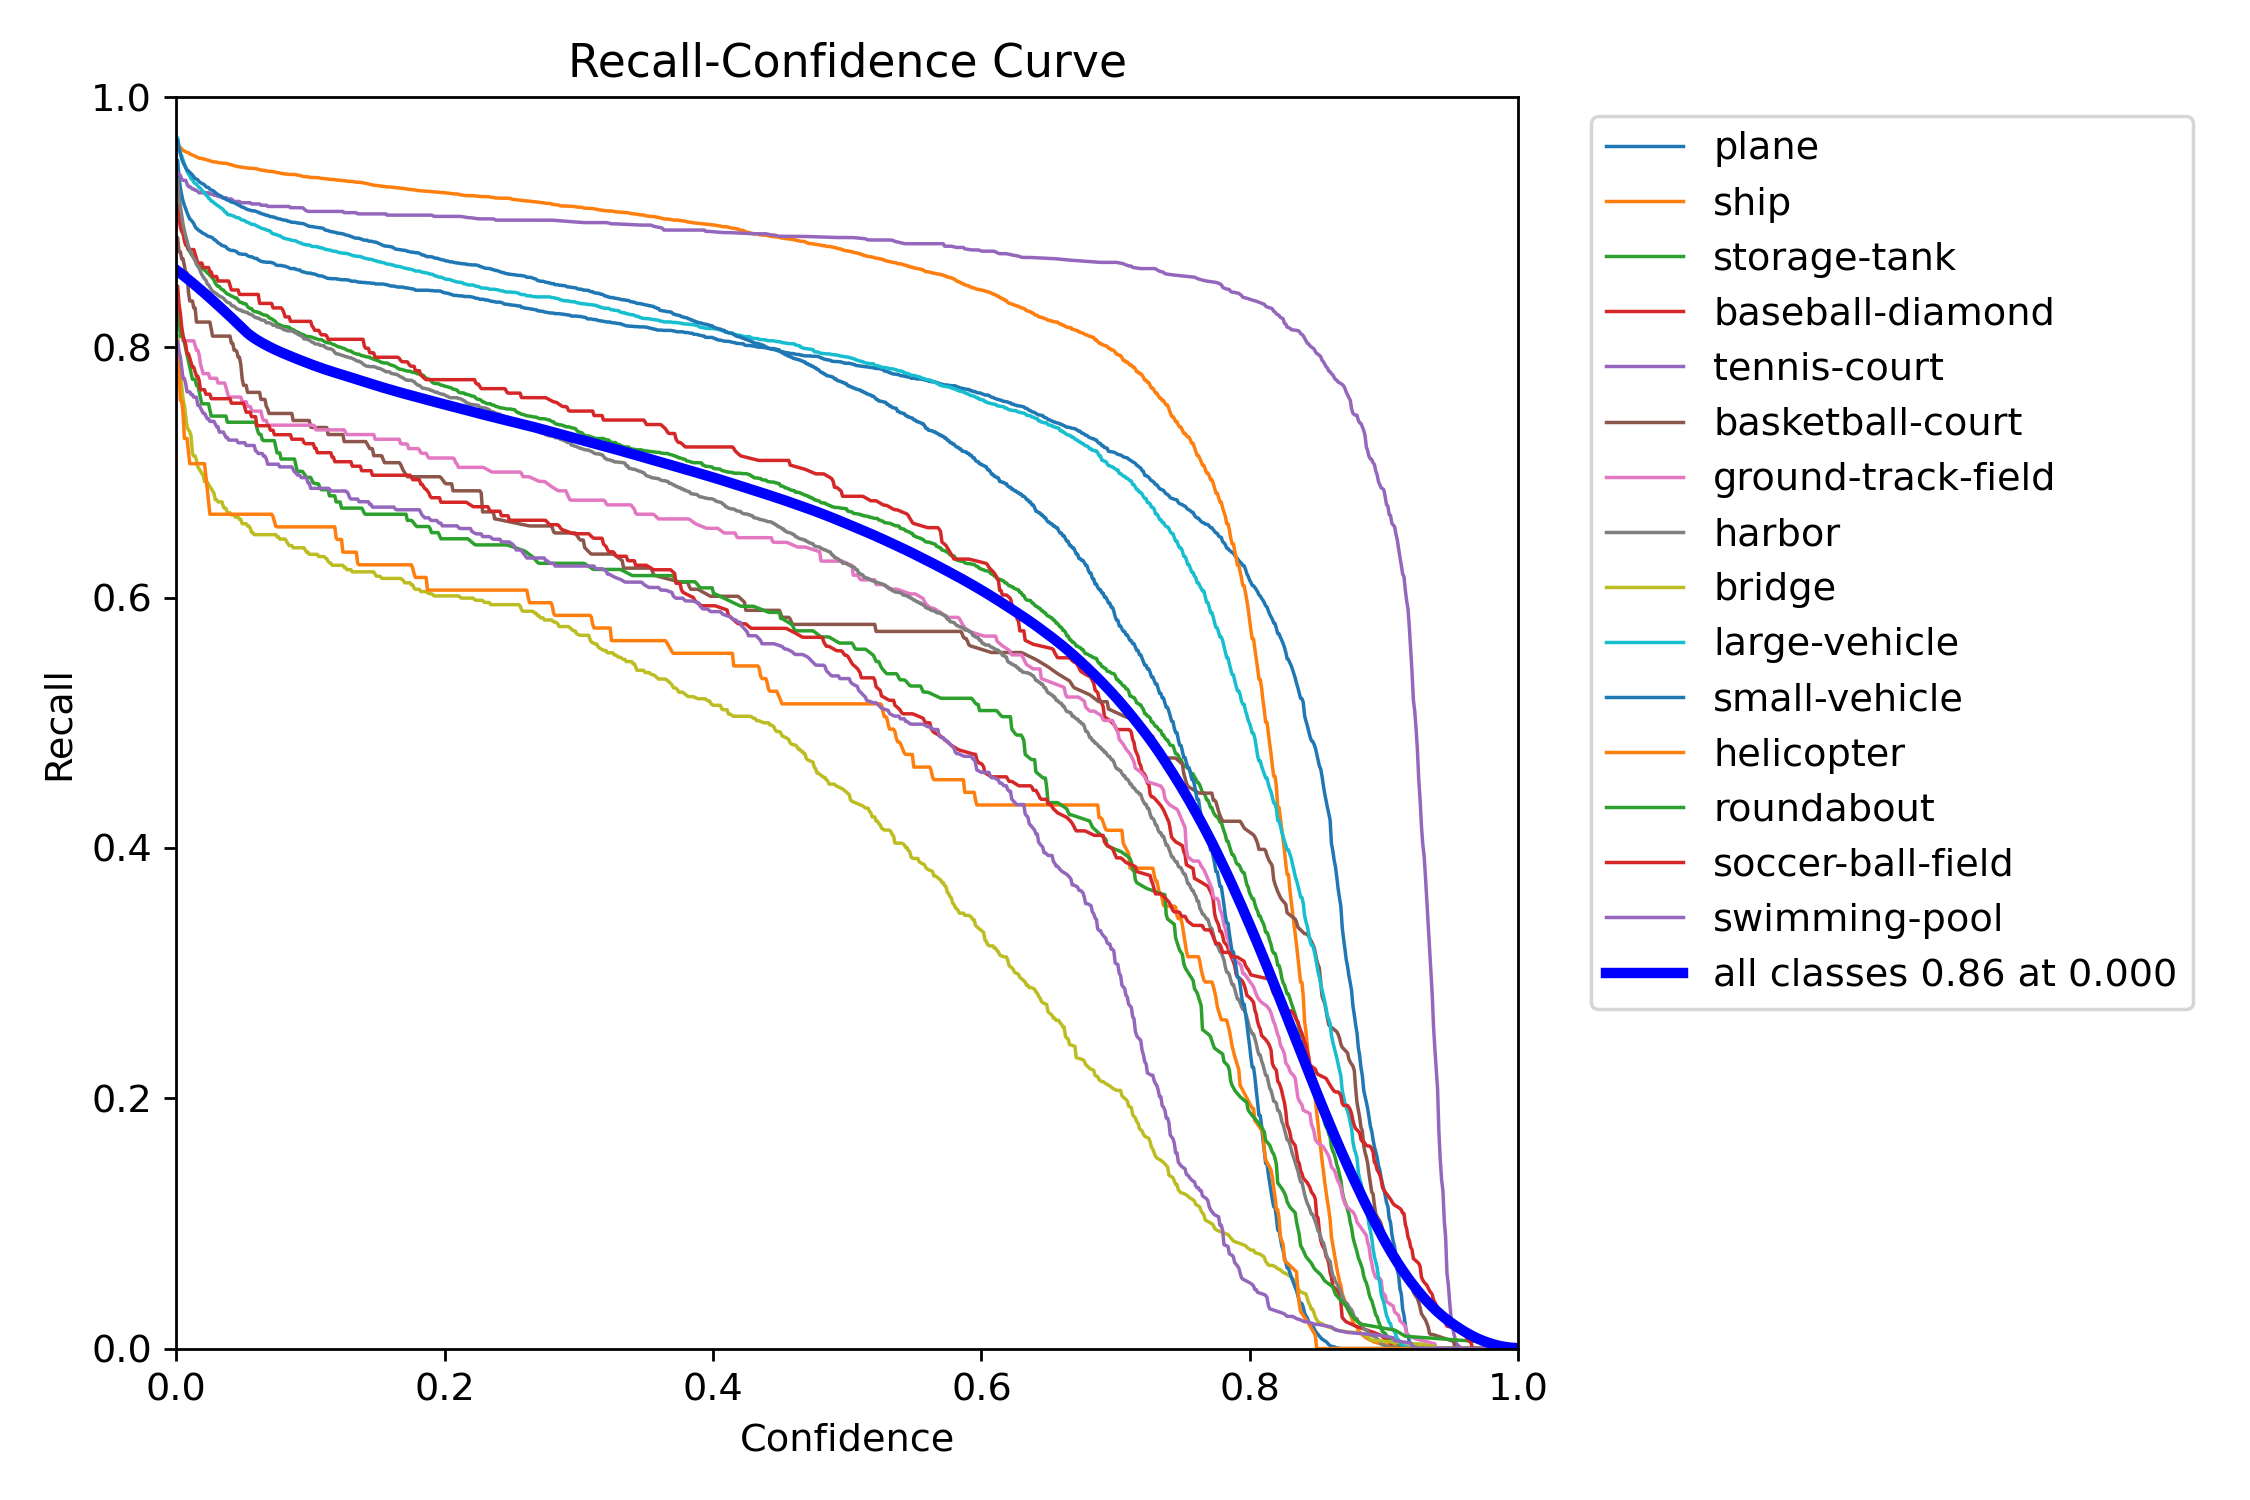 Recall-Confidence Curve
1.0
0.8
0.6
0.4
0.2
0.0
Recall
0.0 0.2 0.4 0.6 0.8 1.0
Confidence
plane
ship
storage-tank
baseball-diamond
tennis-court
basketball-court
ground-track-field
harbor
bridge
large-vehicle
small-vehicle
helicopter
roundabout
soccer-ball-field
swimming-pool
all classes 0.86 at 0.000